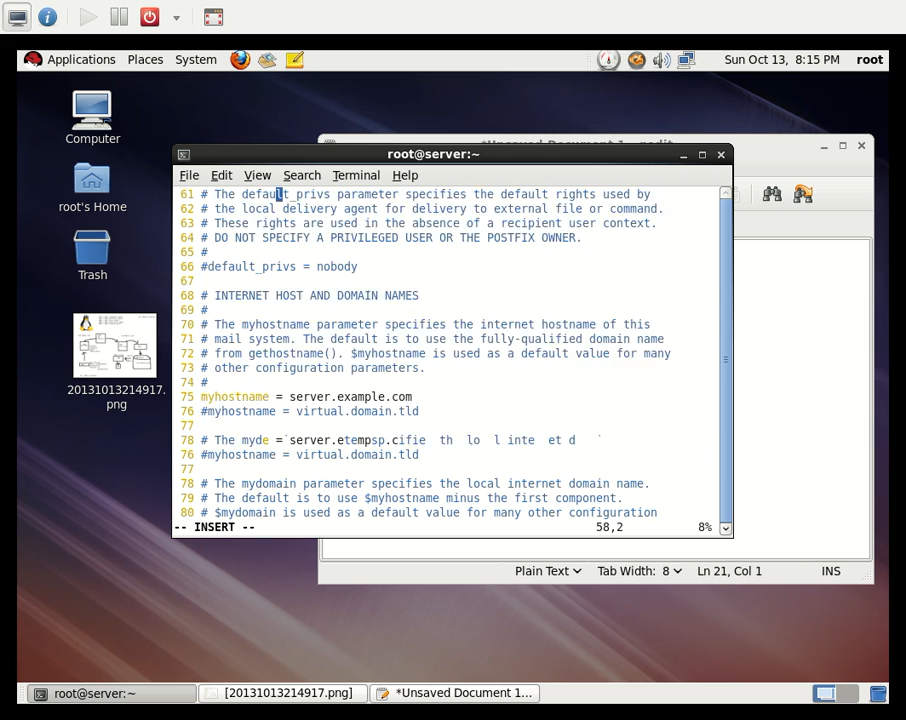 Applications Places System Sun Oct 13, 8:15 PM root
Computer
root's Home
Trash
20131013214917.
png
root@server:~
File Edit View Search Terminal Help
61 # The default_privs parameter specifies the default rights used by
62 # the local delivery agent for delivery to external file or command.
63 # These rights are used in the absence of a recipient user context.
64 # DO NOT SPECIFY A PRIVILEGED USER OR THE POSTFIX OWNER.
65 #
66 #default_privs = nobody
67
68 # INTERNET HOST AND DOMAIN NAMES
69 #
70 # The myhostname parameter specifies the internet hostname of this
71 # mail system. The default is to use the fully-qualified domain name
72 # from gethostname(). $myhostname is used as a default value for many
73 # other configuration parameters.
74 #
75 myhostname = server.example.com
76 #myhostname = virtual.domain.tld
77
78 # The myde = server.etempsp.cifie th lo l inte et d
76 #myhostname = virtual.domain.tld
77
78 # The mydomain parameter specifies the local internet domain name.
79 # The default is to use $myhostname minus the first component.
80 # $mydomain is used as a default value for many other configuration
-- INSERT -- 58,2 8%
Plain Text Tab Width: 8 Ln 21, Col 1 INS
root@server:~ [20131013214917.png] *Unsaved Document 1...